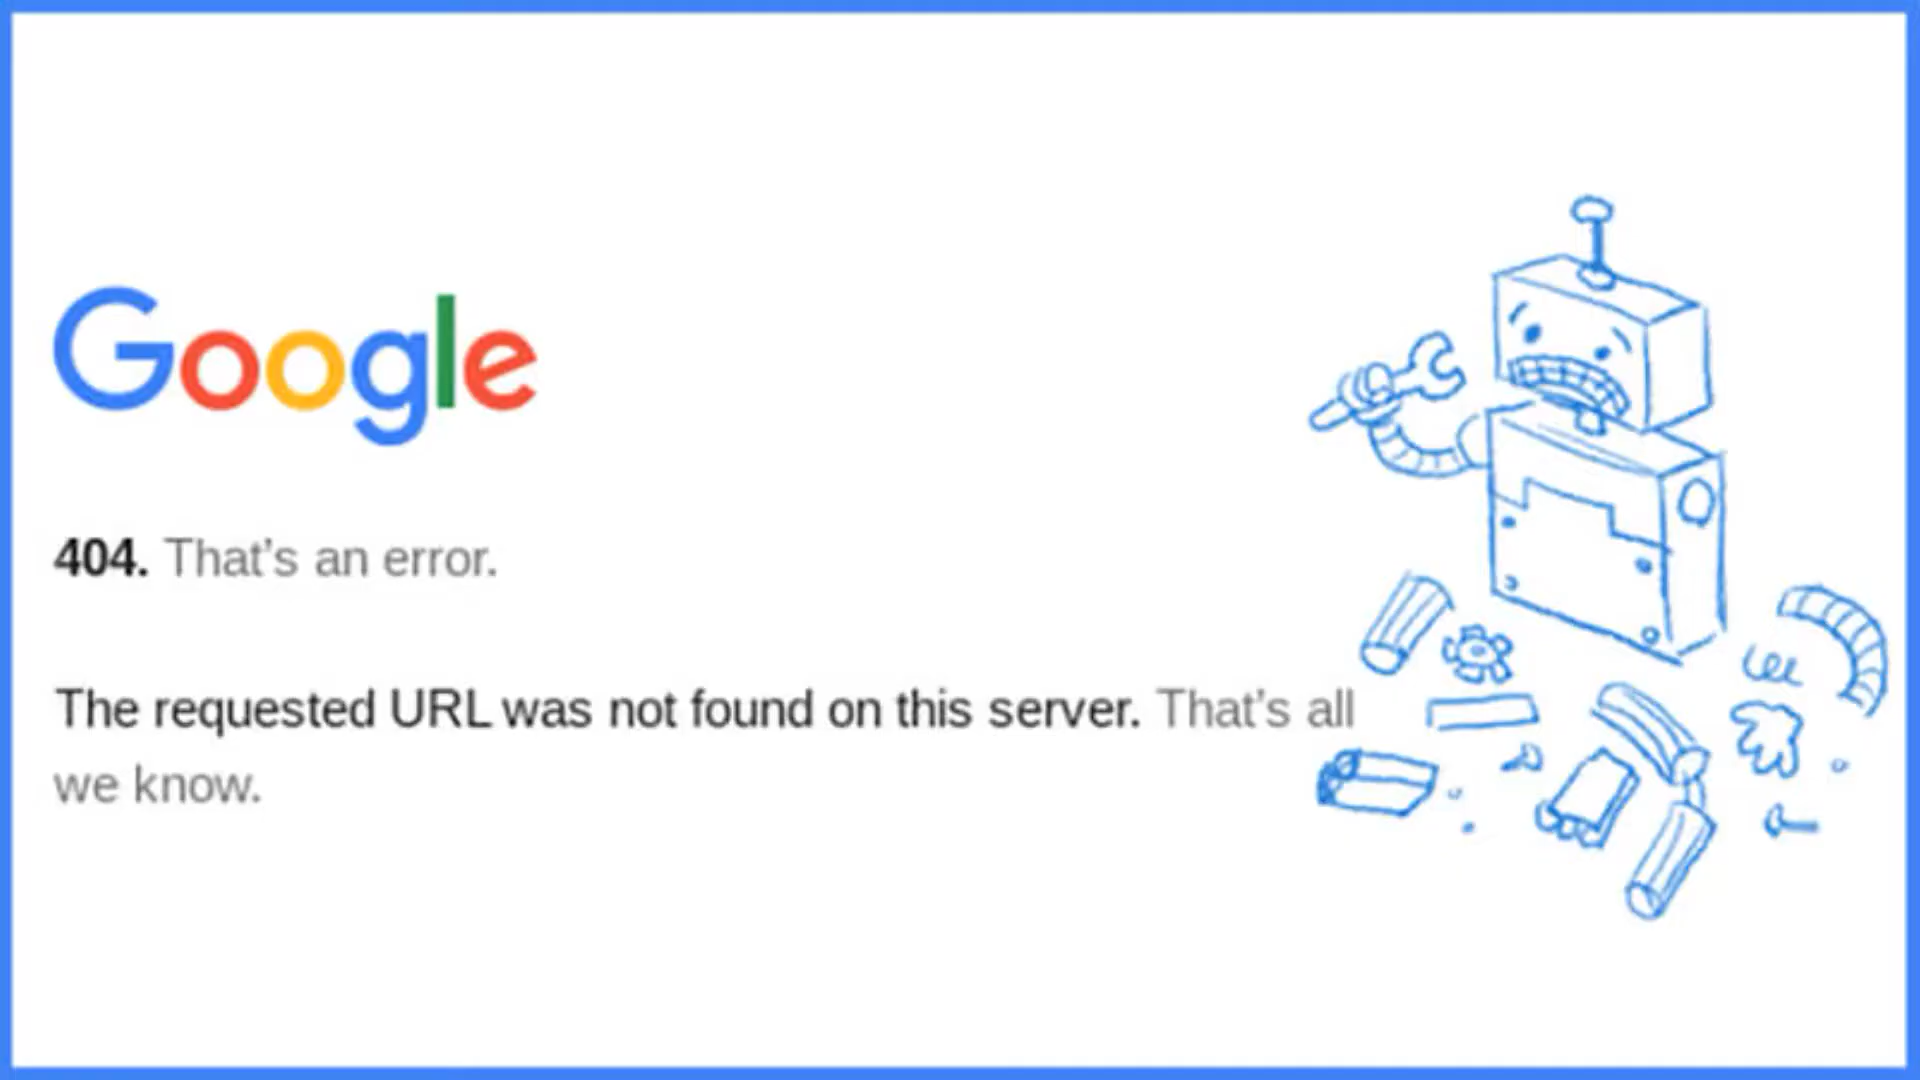 Google
404. That's an error.
The requested URL was not found on this server. That's all
we know.